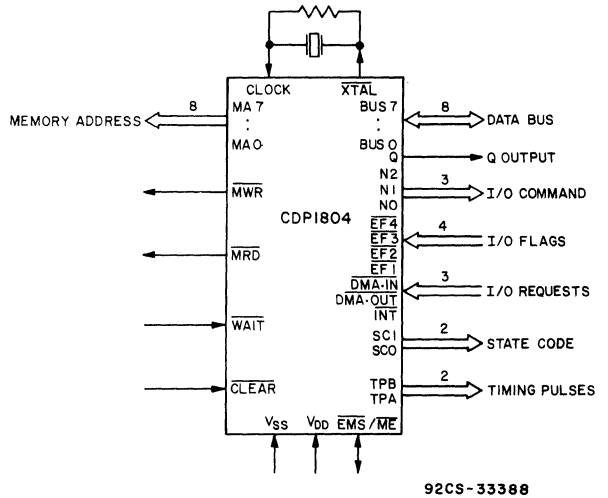 CLOCK XTAL
MA 7 BUS 7
8 8
MEMORY ADDRESS DATA BUS
MA 0 BUS 0
Q Q OUTPUT
N2
MWR N1 3 I/O COMMAND
N0
CDP1804
EF4
EF3 4 I/O FLAGS
EF2
EF1
MRD
DMA-IN 3 I/O REQUESTS
DMA-OUT
INT
WAIT
SC1 2 STATE CODE
SC0
CLEAR
TPB 2 TIMING PULSES
TPA
VSS VDD EMS/ME
92CS-33388